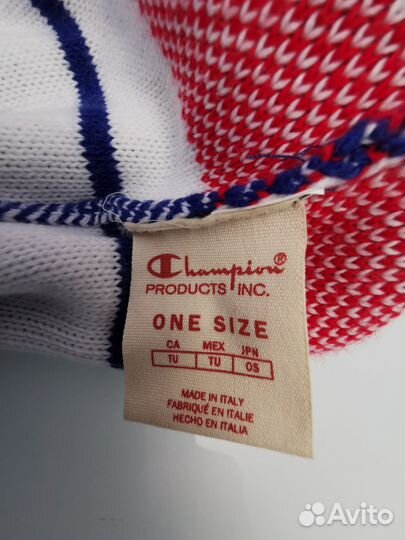 Champion®
PRODUCTS INC.
ONE SIZE
CA MEX JPN
TU TU OS
MADE IN ITALY
FABRIQUÉ EN ITALIE
HECHO EN ITALIA
Avito